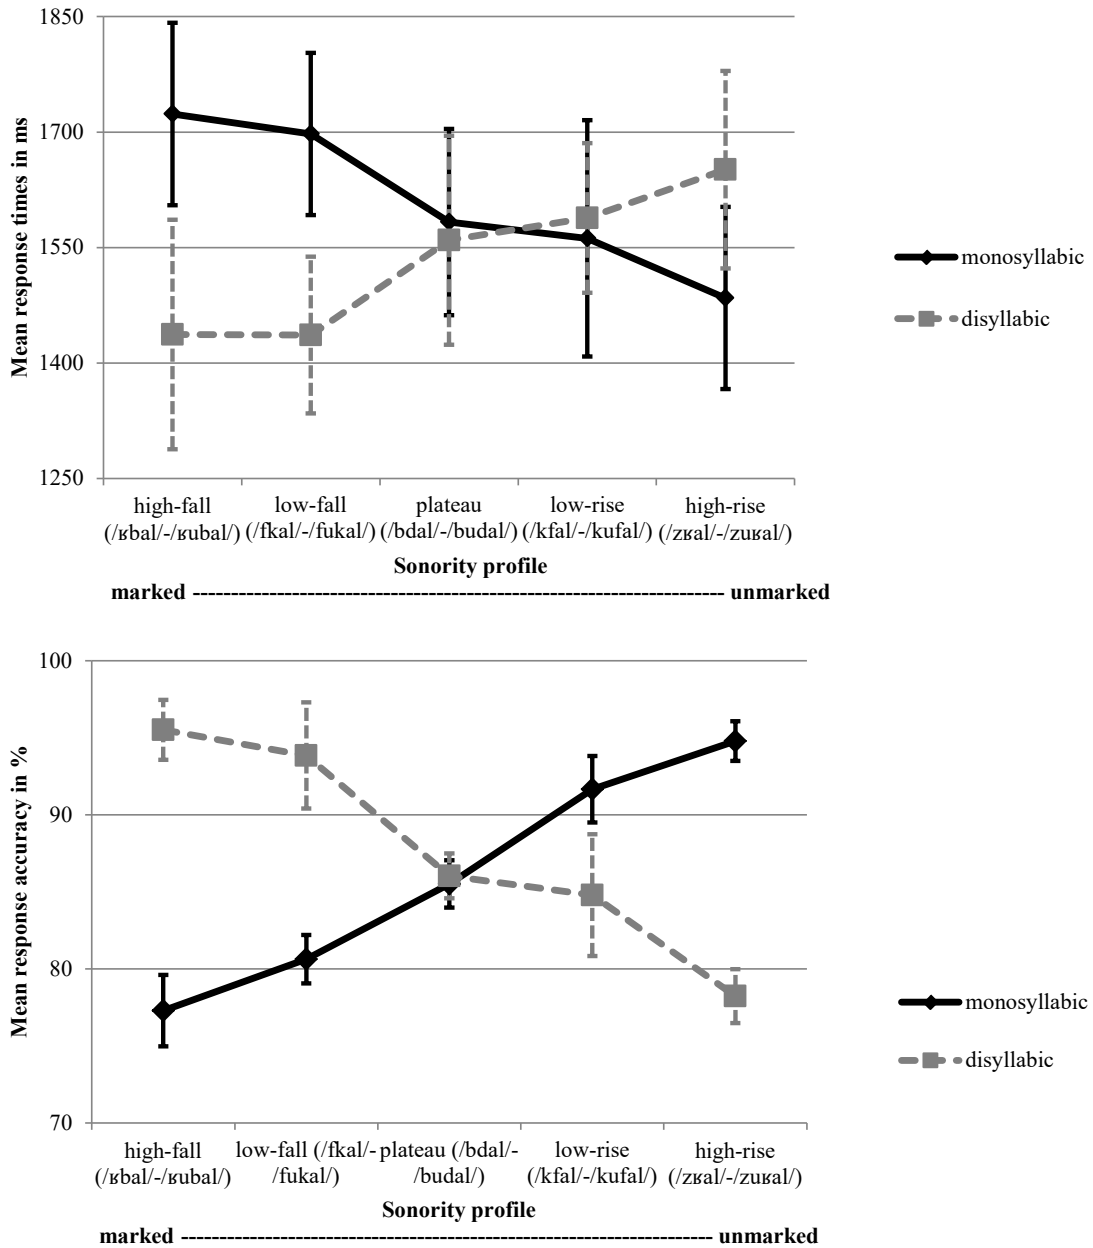 1850
1700
1550
1400
1250
Mean response times in ms
high-fall
(/ʁbal/-/ʁubal/)
low-fall
(/fkal/-/fukal/)
plateau
(/bdal/-/budal/)
low-rise
(/kfal/-/kufal/)
high-rise
(/zʁal/-/zuʁal/)
Sonority profile
marked ---------------------------------------------------------------------- unmarked
monosyllabic
disyllabic
100
90
80
70
Mean response accuracy in %
high-fall
(/ʁbal/-/ʁubal/)
low-fall (/fkal/-
/fukal/)
plateau (/bdal/-
/budal/)
low-rise
(/kfal/-/kufal/)
high-rise
(/zʁal/-/zuʁal/)
Sonority profile
marked ---------------------------------------------------------------------- unmarked
monosyllabic
disyllabic